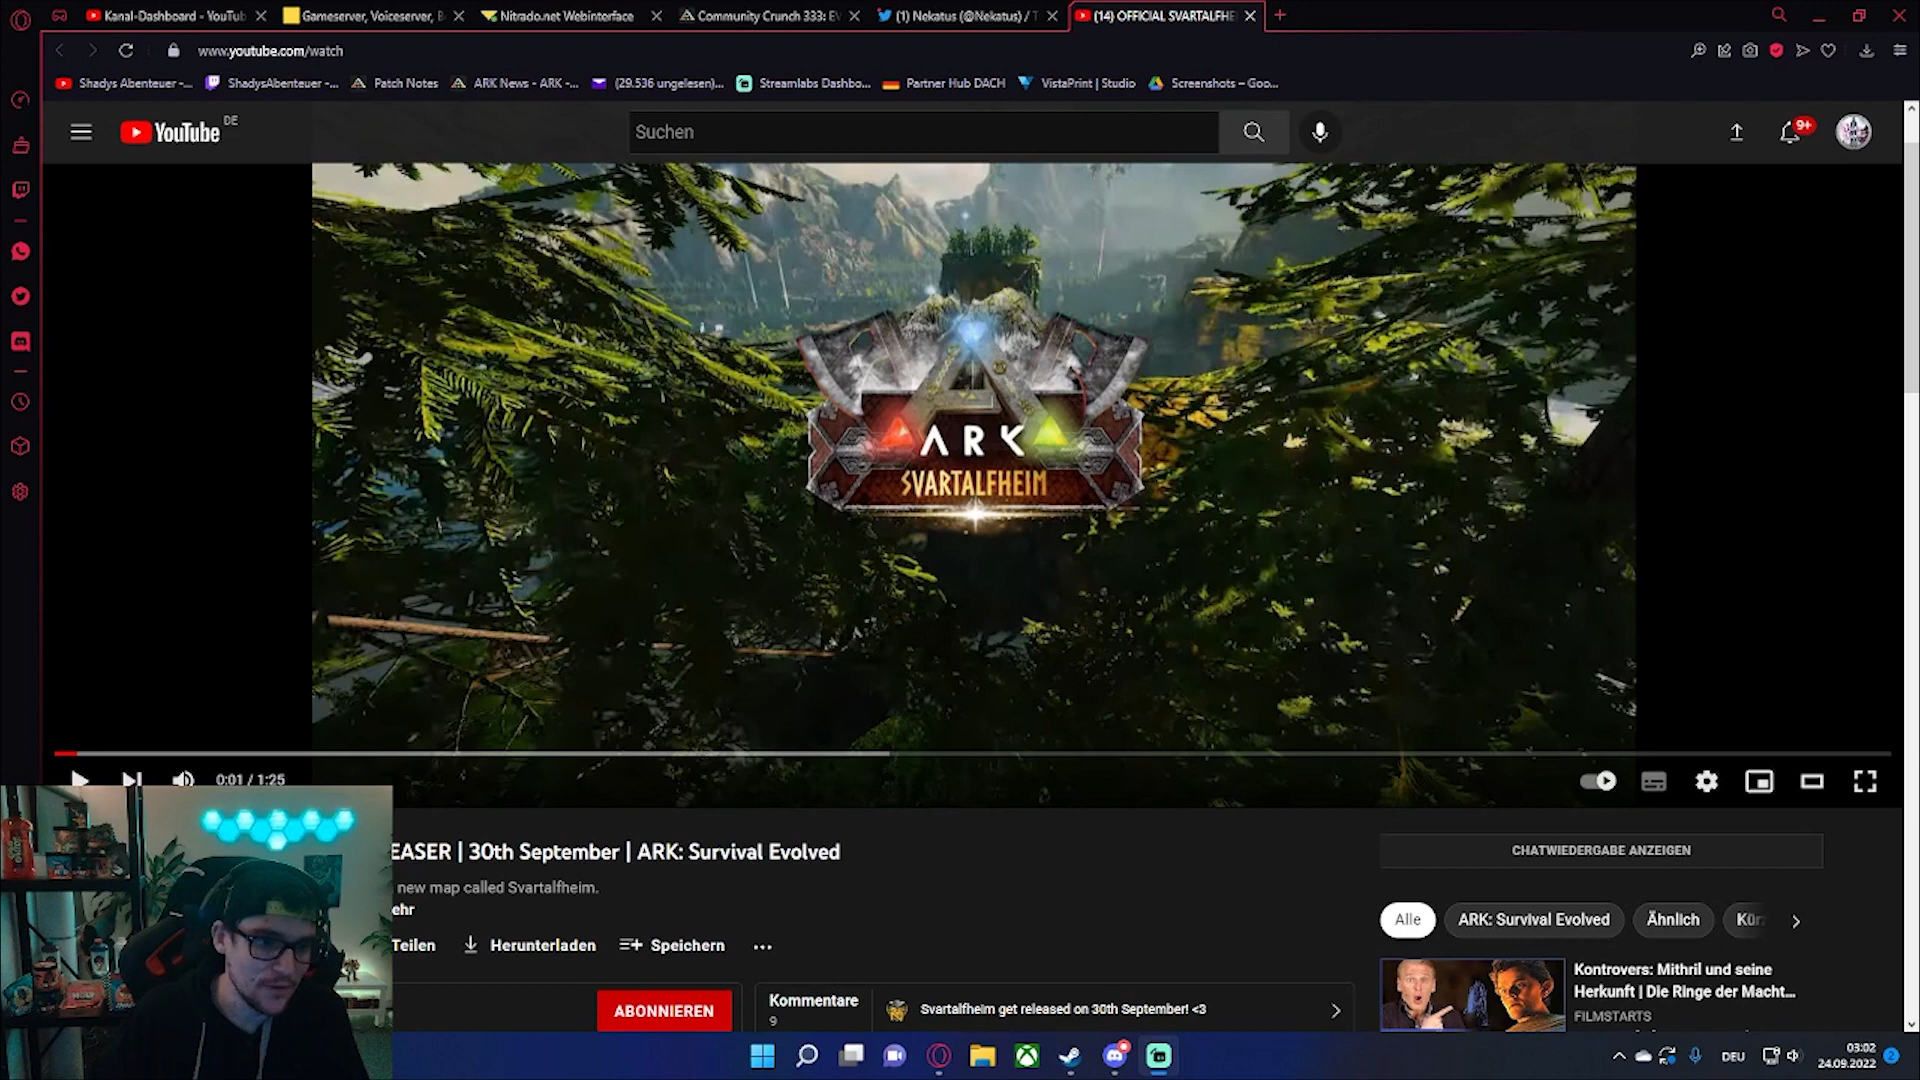 Kanal-Dashboard - YouTub
Gameserver, Voiceserver, B
Nitrado.net Webinterface
Community Crunch 333: EV
(1) Nekatus (@Nekatus) / T
(14) OFFICIAL SVARTALFHE
www.youtube.com/watch
Shadys Abenteuer -...
ShadysAbenteuer -...
Patch Notes
ARK News - ARK -...
(29.536 ungelesen)...
Streamlabs Dashbo...
Partner Hub DACH
VistaPrint | Studio
Screenshots – Goo...
YouTube DE
Suchen
9+
ARK
SVARTALFHEIM
0:01 / 1:25
EASER | 30th September | ARK: Survival Evolved
new map called Svartalfheim.
ehr
Teilen
Herunterladen
Speichern
ABONNIEREN
Kommentare
9
Svartalfheim get released on 30th September! <3
CHATWIEDERGABE ANZEIGEN
Alle
ARK: Survival Evolved
Ähnlich
Kür
Kontrovers: Mithril und seine
Herkunft | Die Ringe der Macht...
FILMSTARTS
DEU
03:02
24.09.2022
2